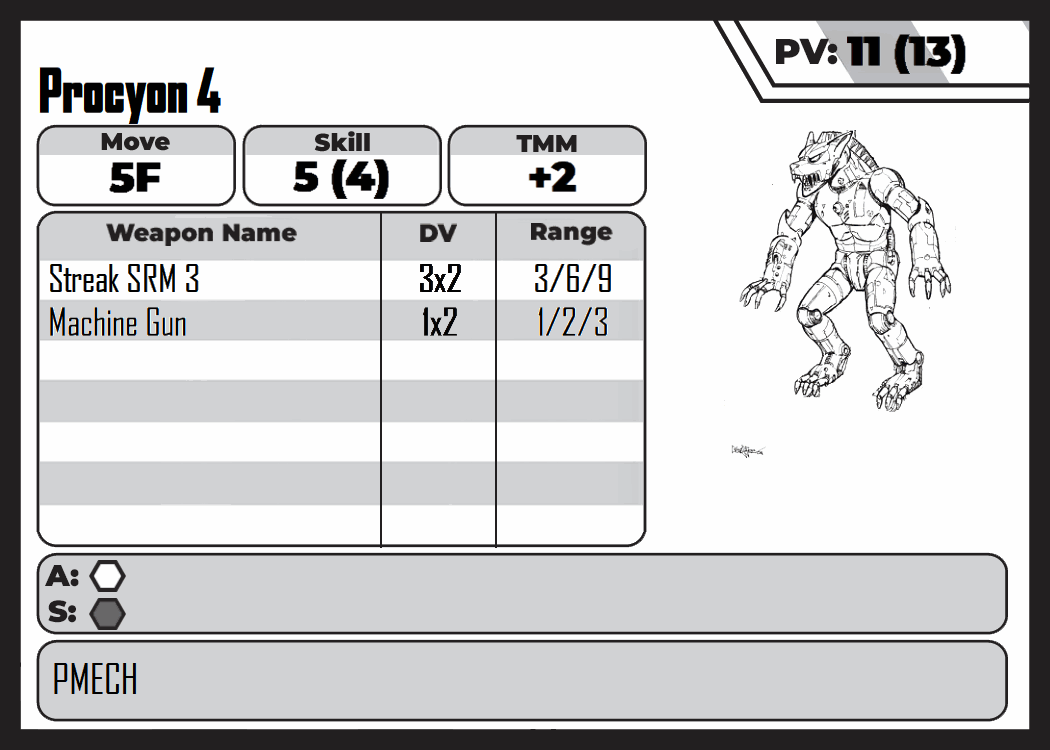 PV: 11 (13)
Procyon 4
Move Skill TMM
5F 5 (4) +2
Weapon Name DV Range
Streak SRM 3 3x2 3/6/9
Machine Gun 1x2 1/2/3
A:
S:
PMECH